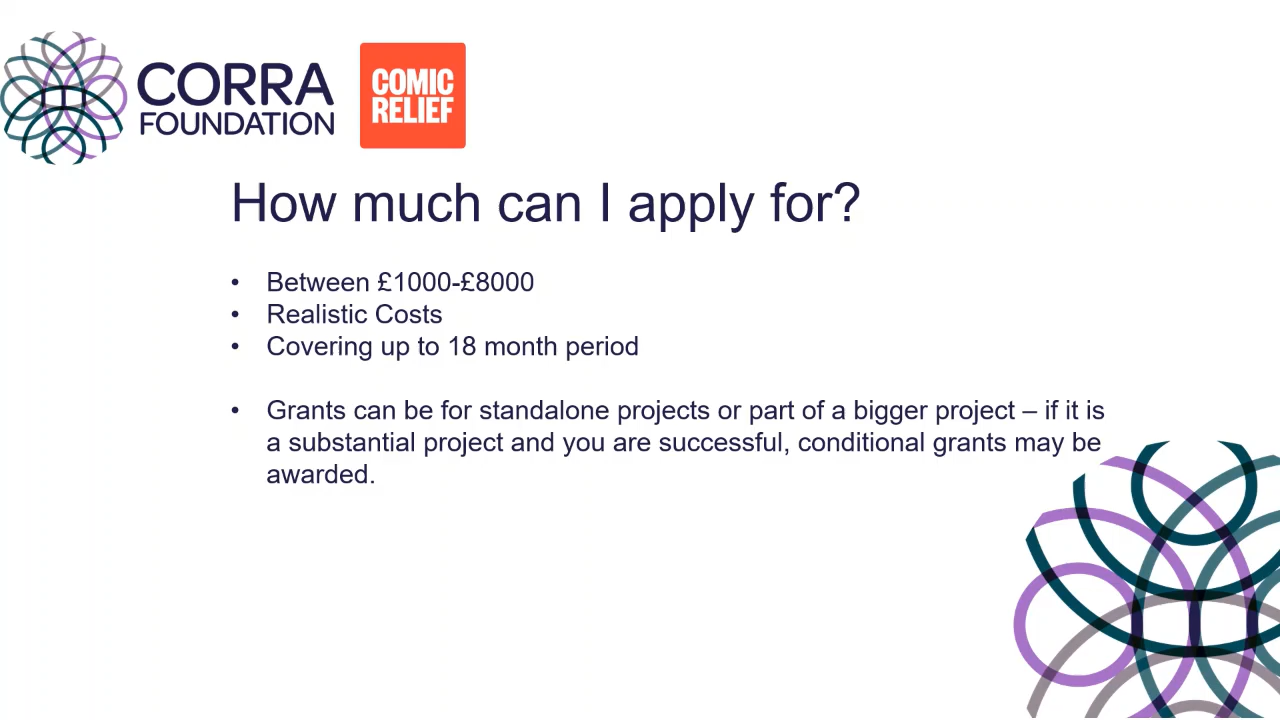 CORRA
FOUNDATION
COMIC
RELIEF
How much can I apply for?
• Between £1000-£8000
• Realistic Costs
• Covering up to 18 month period
• Grants can be for standalone projects or part of a bigger project – if it is
a substantial project and you are successful, conditional grants may be
awarded.